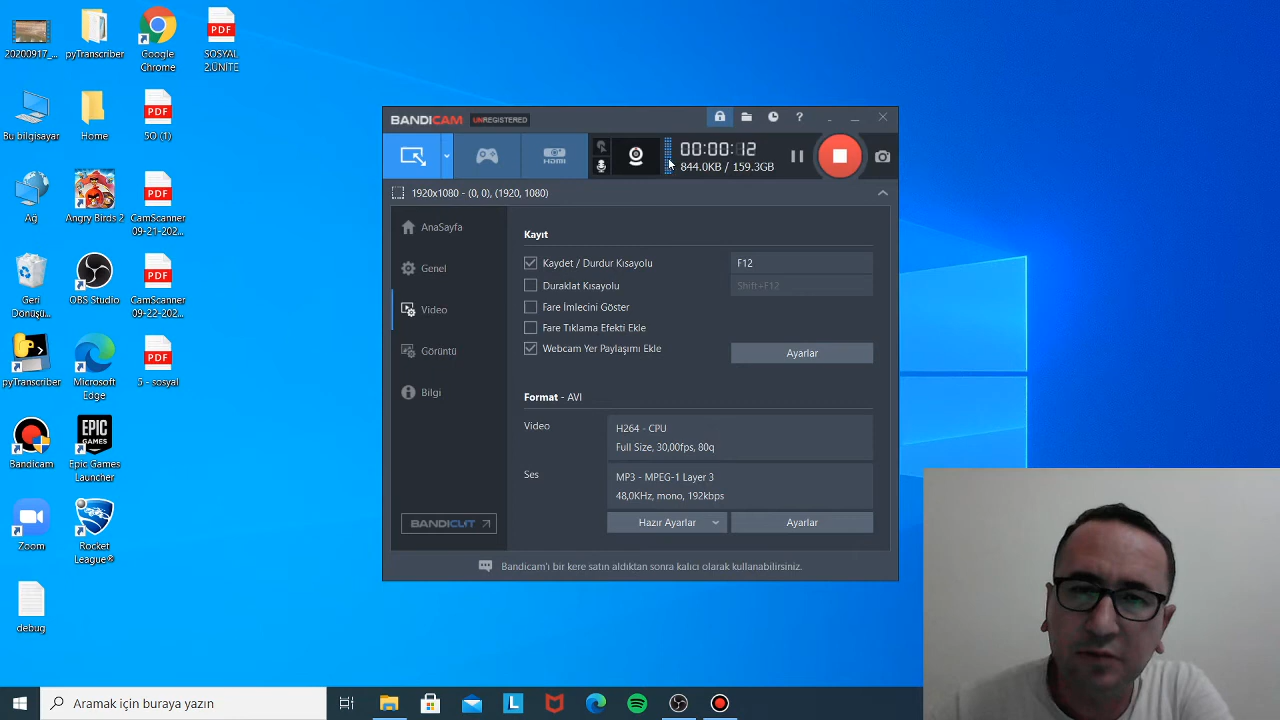 20200917_...
pyTranscriber
Google
Chrome
SOSYAL
2.ÜNİTE
Bu bilgisayar
Home
5O (1)
Ağ
Angry Birds 2
CamScanner
09-21-202...
Geri
Dönüşü...
OBS Studio
CamScanner
09-22-202...
pyTranscriber
Microsoft
Edge
5 - sosyal
Bandicam
Epic Games
Launcher
Zoom
Rocket
League®
debug
PDF
PDF
PDF
PDF
PDF
EPIC
GAMES
BANDICAM UNREGISTERED
HDMI
00:00:12
844.0KB / 159.3GB
1920x1080 - (0, 0), (1920, 1080)
AnaSayfa
Genel
Video
Görüntü
Bilgi
BANDICUT
Kayıt
Kaydet / Durdur Kısayolu F12
Duraklat Kısayolu Shift+F12
Fare İmlecini Göster
Fare Tıklama Efekti Ekle
Webcam Yer Paylaşımı Ekle Ayarlar
Format - AVI
Video
H264 - CPU
Full Size, 30,00fps, 80q
Ses
MP3 - MPEG-1 Layer 3
48,0KHz, mono, 192kbps
Hazır Ayarlar Ayarlar
Bandicam'i bir kere satın aldıktan sonra kalıcı olarak kullanabilirsiniz.
Aramak için buraya yazın